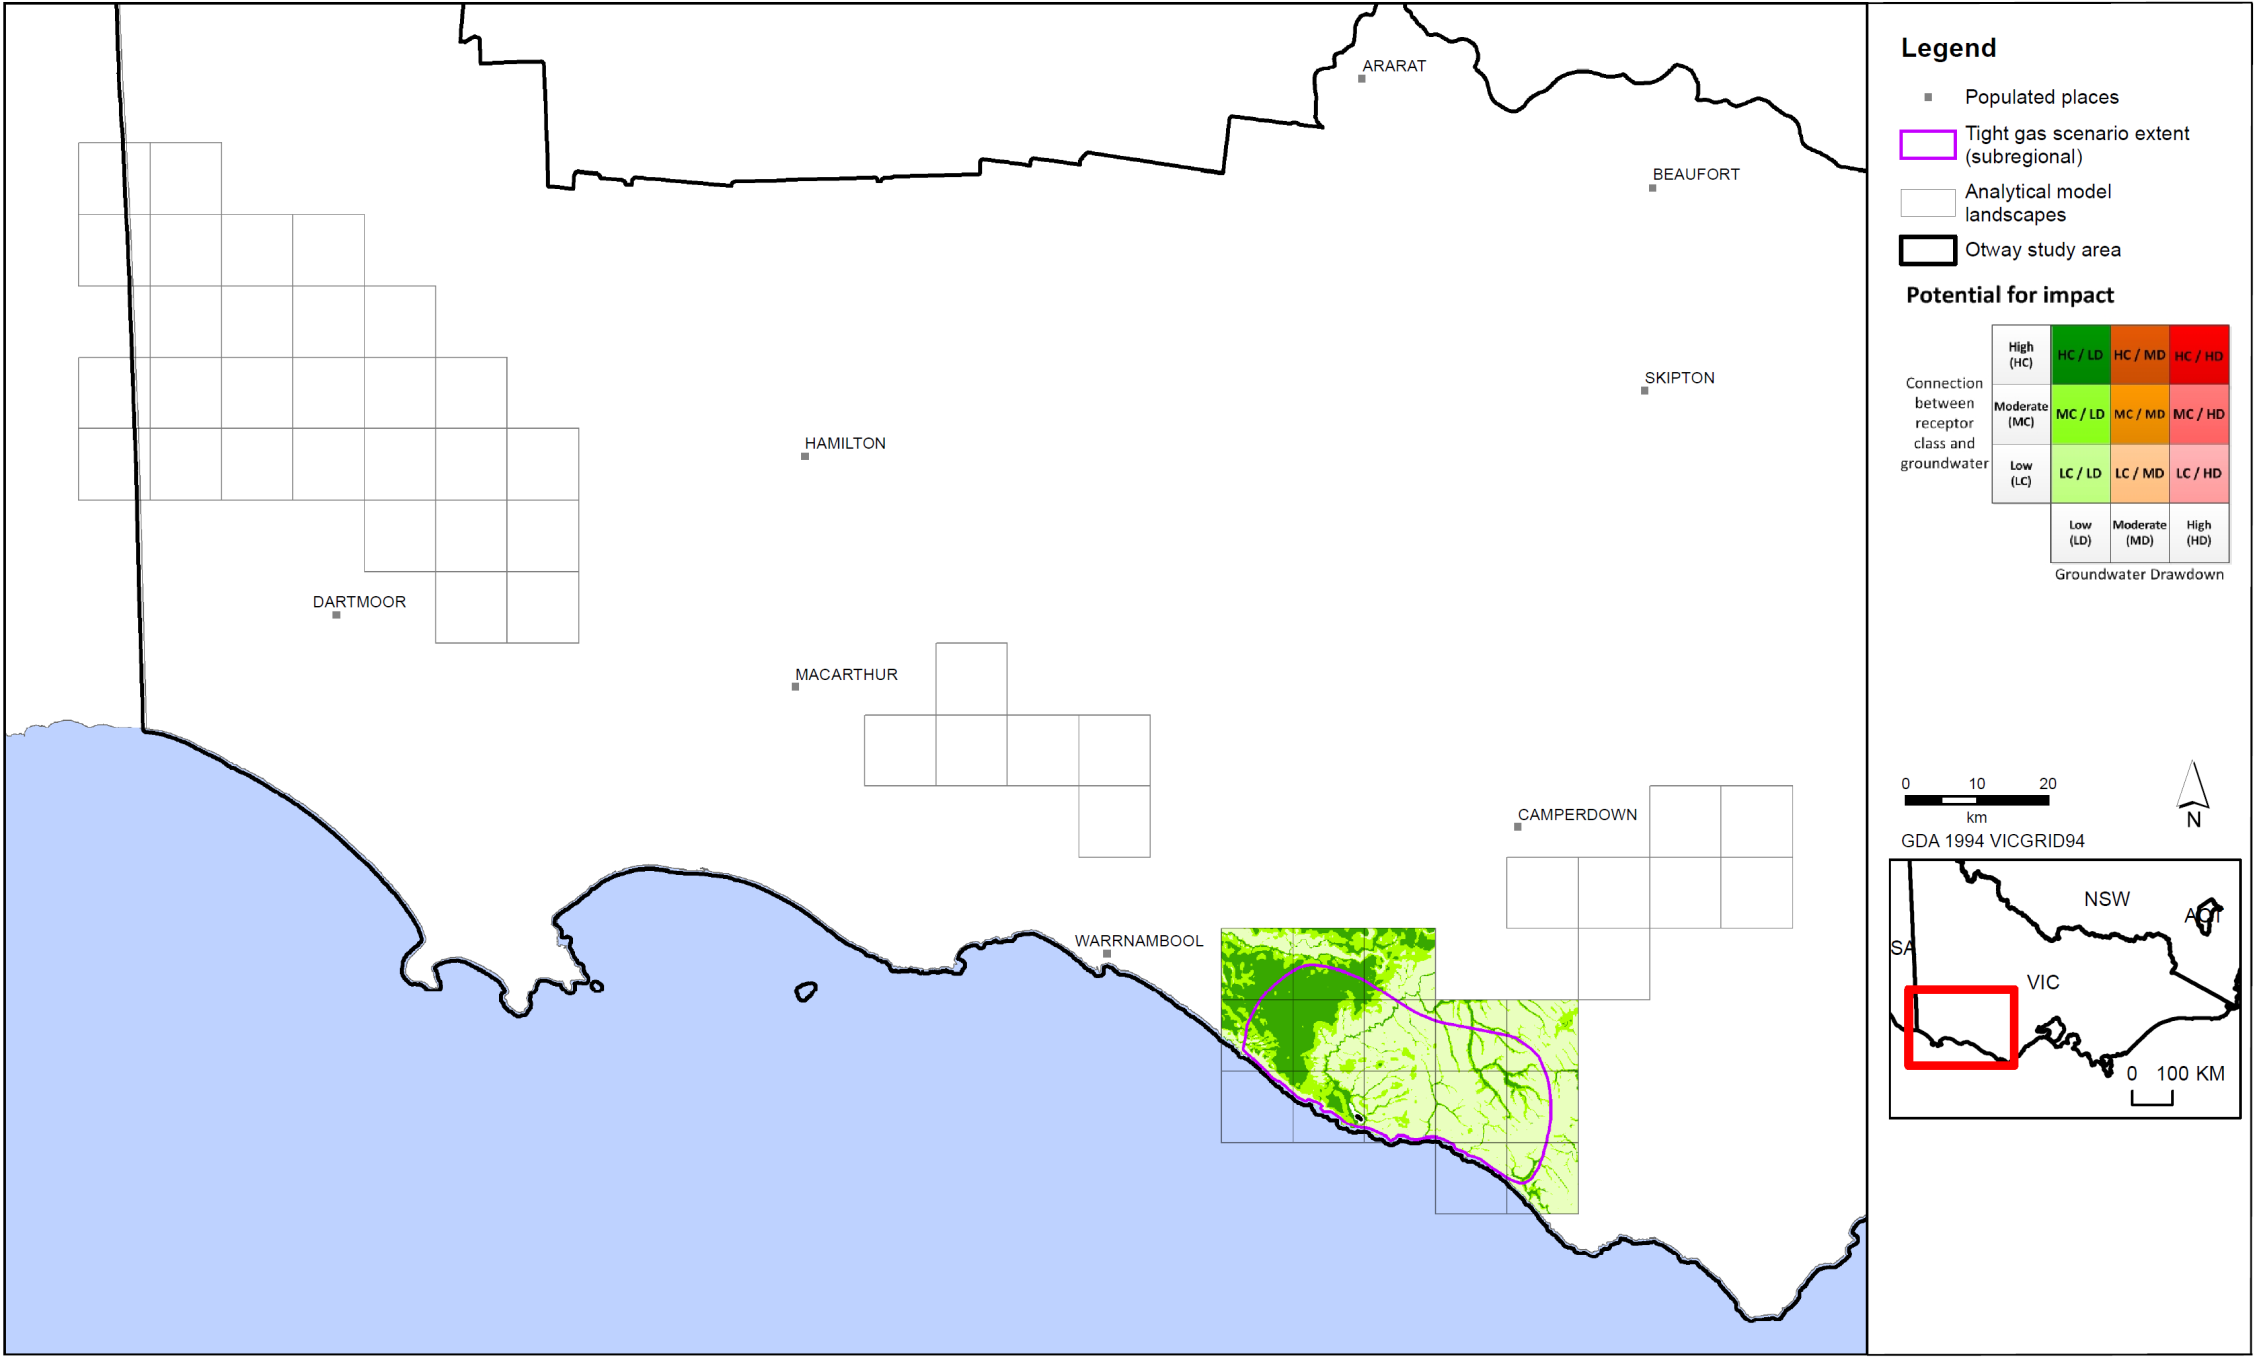 ARARAT
BEAUFORT
SKIPTON
HAMILTON
DARTMOOR
MACARTHUR
CAMPERDOWN
WARRNAMBOOL
Legend
Populated places
Tight gas scenario extent
(subregional)
Analytical model
landscapes
Otway study area
Potential for impact
Connection
between
receptor
class and
groundwater
High
(HC)
HC / LD
HC / MD
HC / HD
Moderate
(MC)
MC / LD
MC / MD
MC / HD
Low
(LC)
LC / LD
LC / MD
LC / HD
Low
(LD)
Moderate
(MD)
High
(HD)
Groundwater Drawdown
0 10 20
km
N
GDA 1994 VICGRID94
NSW
ACT
SA
VIC
0 100 KM